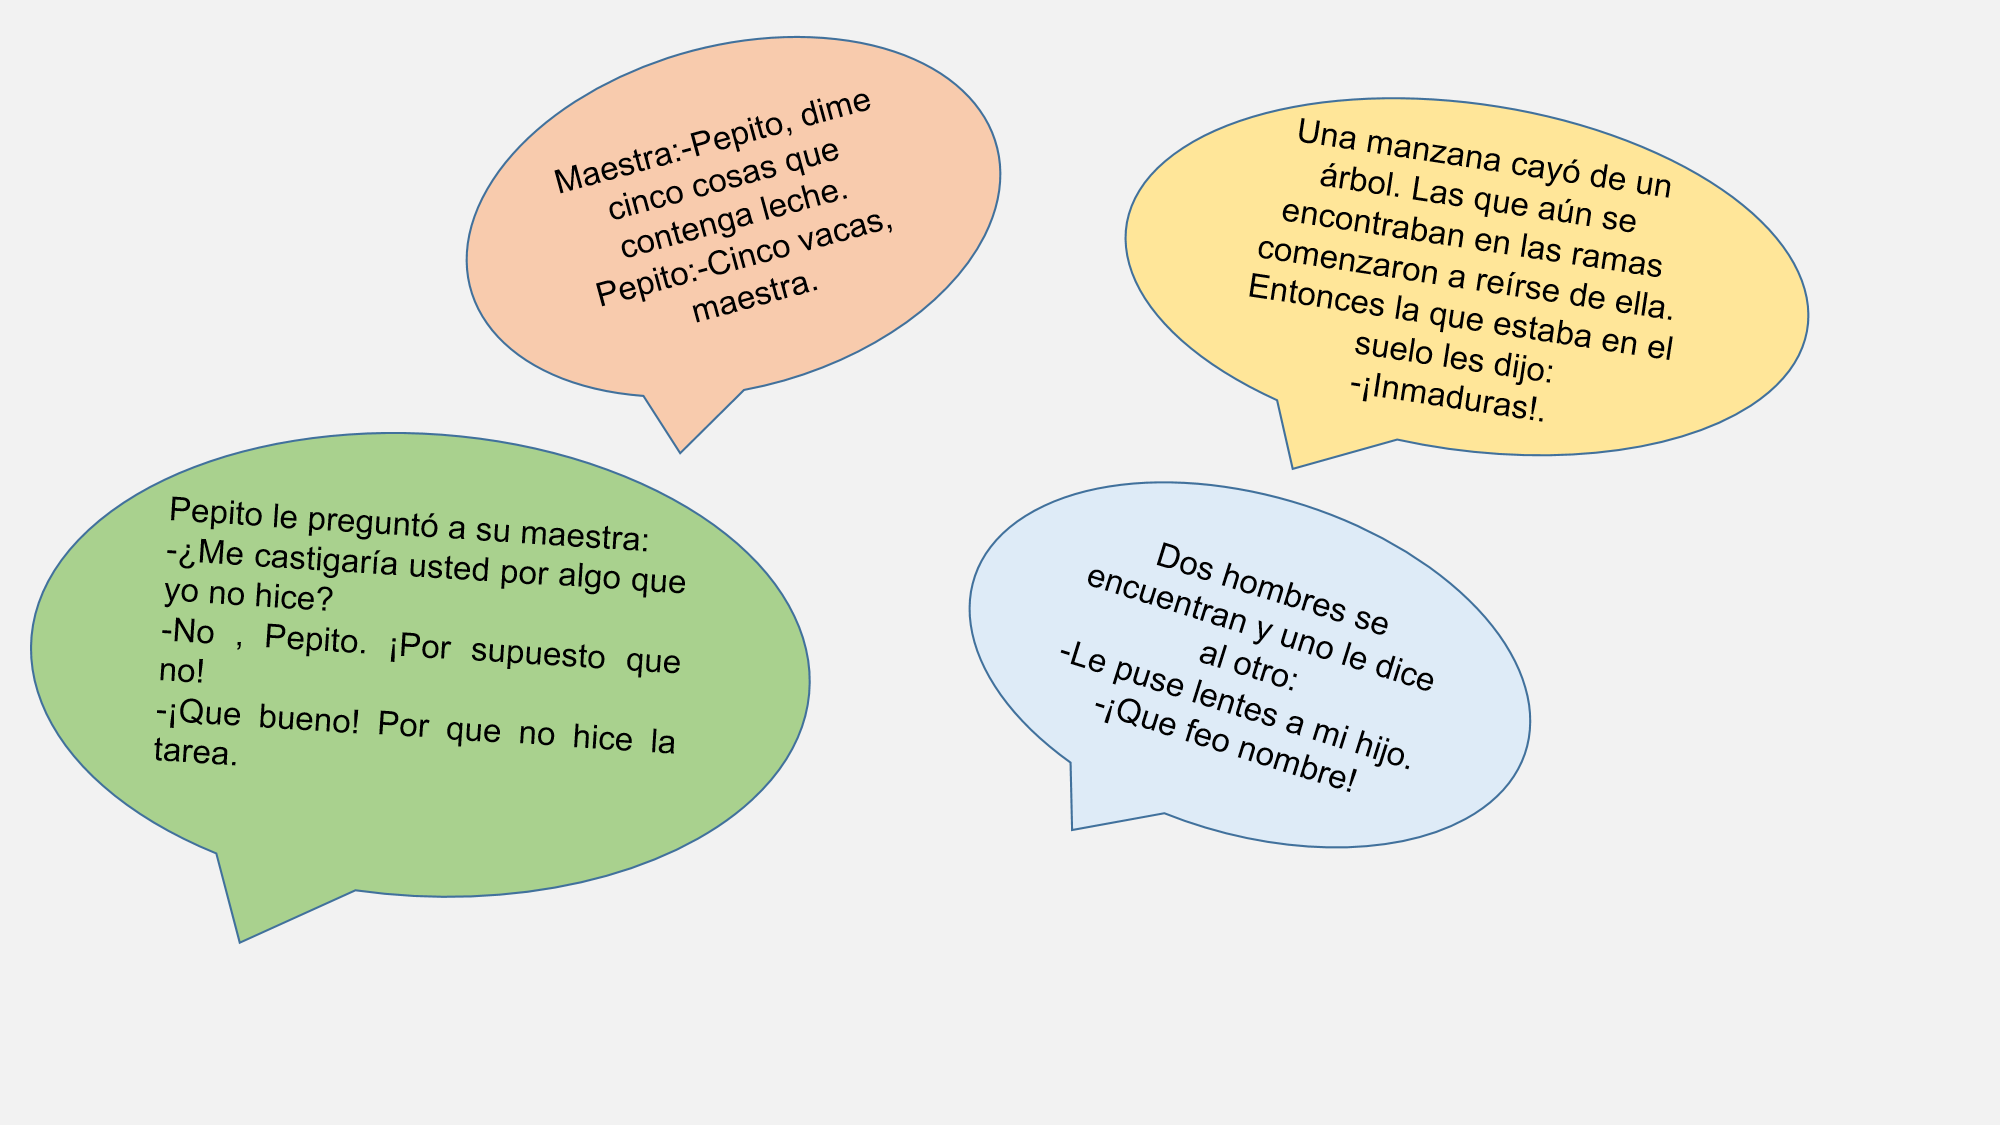 Maestra:-Pepito, dime
cinco cosas que
contenga leche.
Pepito:-Cinco vacas,
maestra.
Una manzana cayó de un
árbol. Las que aún se
encontraban en las ramas
comenzaron a reírse de ella.
Entonces la que estaba en el
suelo les dijo:
-¡Inmaduras!.
Pepito le preguntó a su maestra:
-¿Me castigaría usted por algo que
yo no hice?
-No , Pepito. ¡Por supuesto que
no!
-¡Que bueno! Por que no hice la
tarea.
Dos hombres se
encuentran y uno le dice
al otro:
-Le puse lentes a mi hijo.
-¡Que feo nombre!